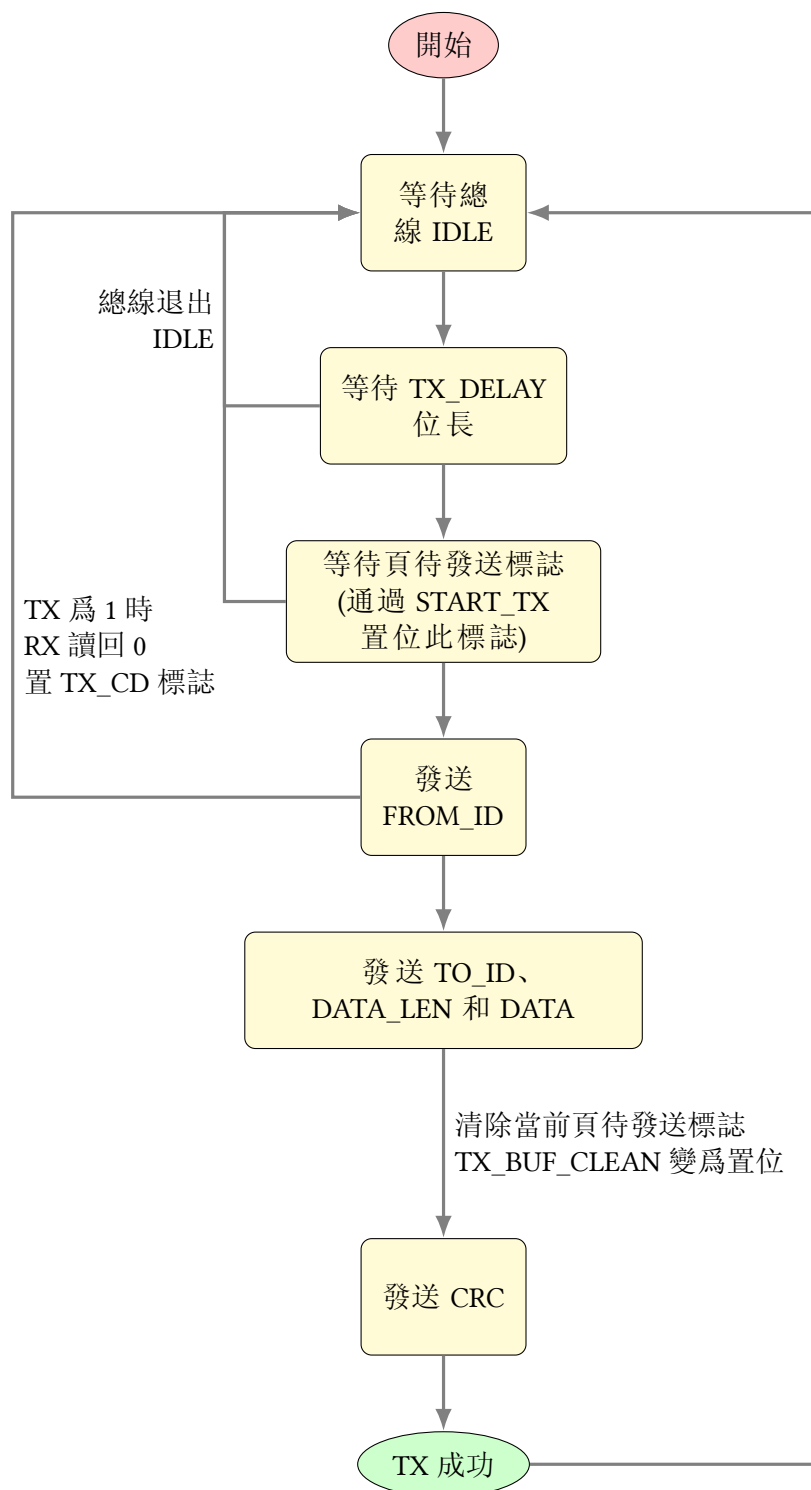 開始
等待總
線 IDLE
總線退出
IDLE
等待 TX_DELAY
位長
等待頁待發送標誌
(通過 START_TX
置位此標誌)
TX 爲 1 時
RX 讀回 0
置 TX_CD 標誌
發送
FROM_ID
發送 TO_ID、
DATA_LEN 和 DATA
清除當前頁待發送標誌
TX_BUF_CLEAN 變爲置位
發送 CRC
TX 成功